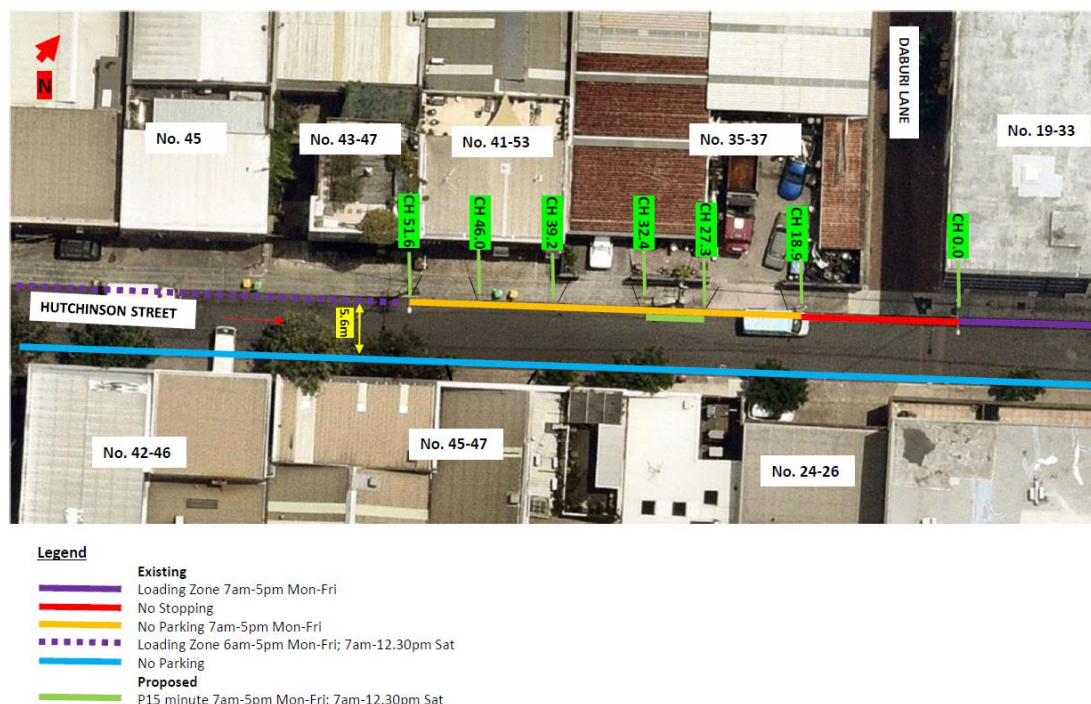 N
No. 45
No. 43-47
No. 41-53
No. 35-37
DABURI LANE
No. 19-33
CH 51.6
CH 46.0
CH 39.2
CH 32.4
CH 27.3
CH 18.9
CH 0.0
HUTCHINSON STREET
5.6m
No. 42-46
No. 45-47
No. 24-26
Legend
Existing
Loading Zone 7am-5pm Mon-Fri
No Stopping
No Parking 7am-5pm Mon-Fri
Loading Zone 6am-5pm Mon-Fri; 7am-12.30pm Sat
No Parking
Proposed
P15 minute 7am-5pm Mon-Fri; 7am-12.30pm Sat